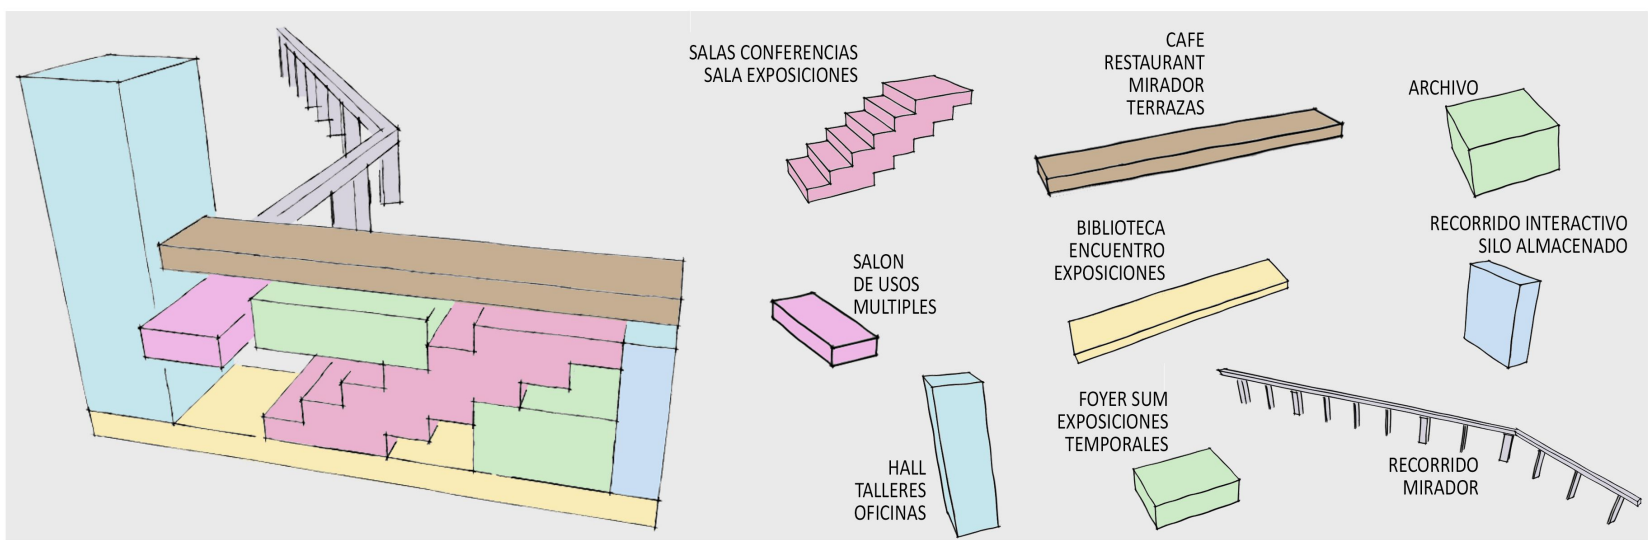 SALAS CONFERENCIAS
SALA EXPOSICIONES
CAFE
RESTAURANT
MIRADOR
TERRAZAS
ARCHIVO
SALON
DE USOS
MULTIPLES
BIBLIOTECA
ENCUENTRO
EXPOSICIONES
RECORRIDO INTERACTIVO
SILO ALMACENADO
HALL
TALLERES
OFICINAS
FOYER SUM
EXPOSICIONES
TEMPORALES
RECORRIDO
MIRADOR